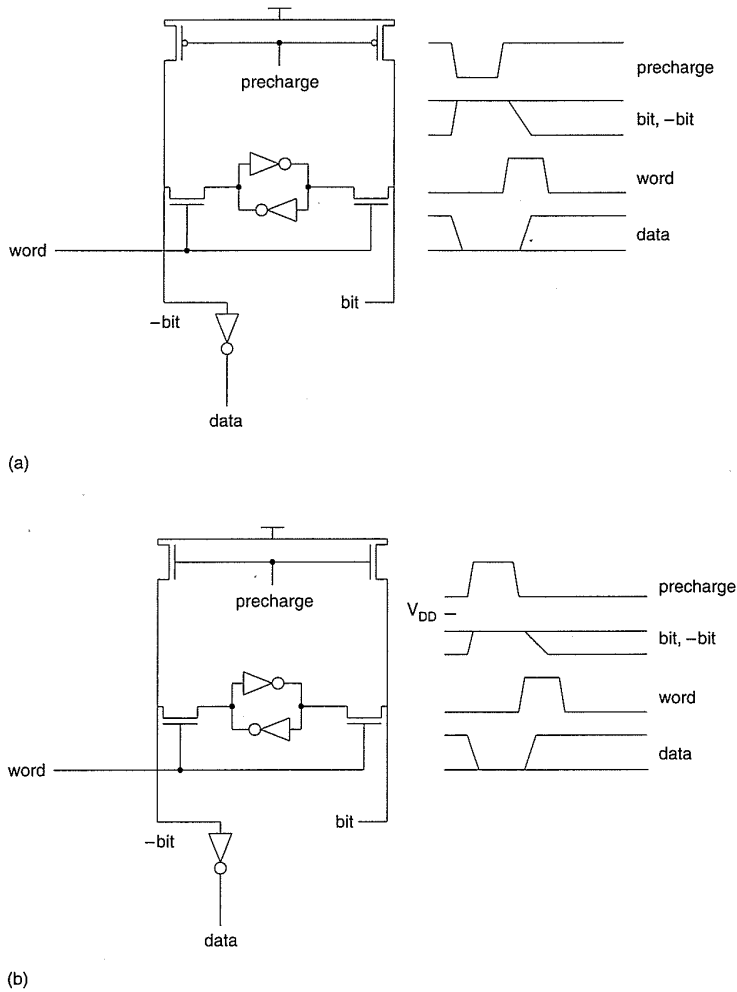 precharge
precharge
bit, –bit
word
data
word
bit
–bit
data
(a)
precharge
precharge
V_DD
bit, –bit
word
data
word
bit
–bit
data
(b)